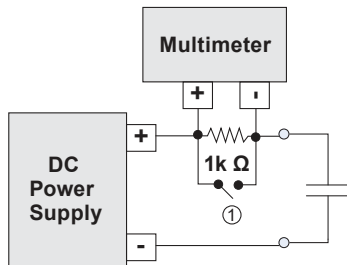 Multimeter
+ -
+
1k Ω
DC
Power
Supply
①
-